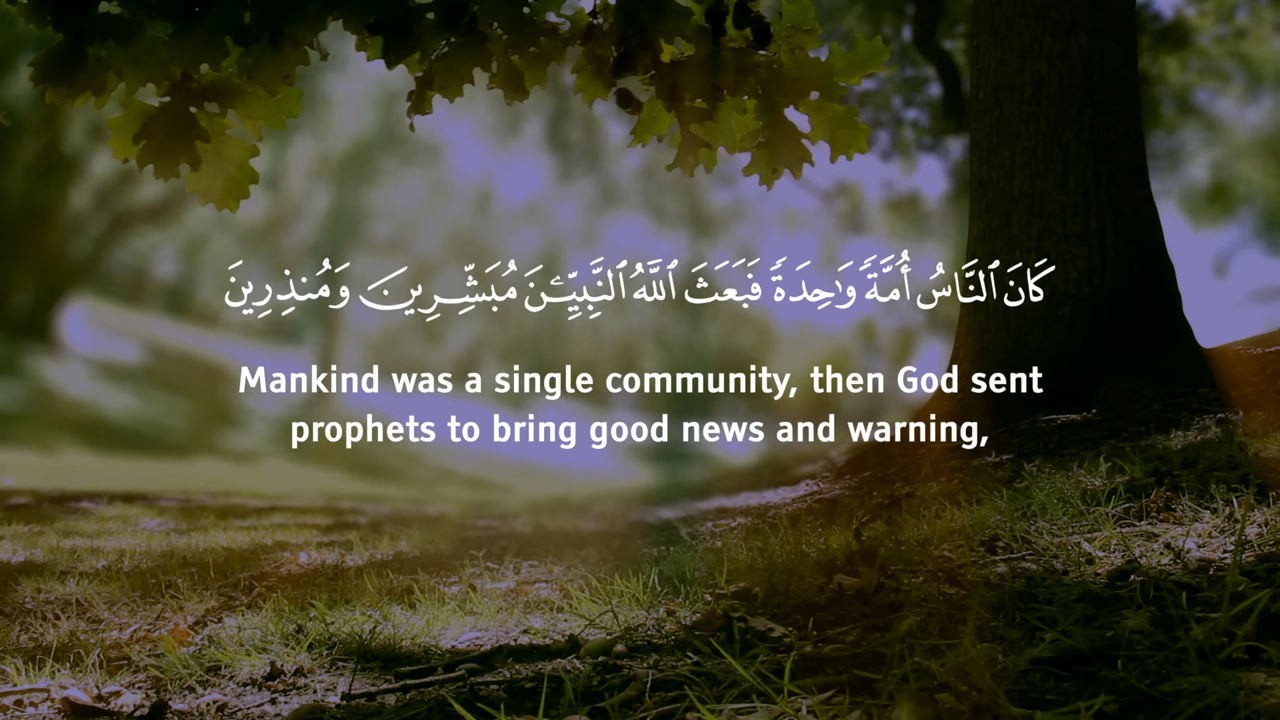 كَانَ ٱلنَّاسُ أُمَّةً وَٰحِدَةً فَبَعَثَ ٱللَّهُ ٱلنَّبِيِّـۧنَ مُبَشِّرِينَ وَمُنذِرِينَ
Mankind was a single community, then God sent
prophets to bring good news and warning,